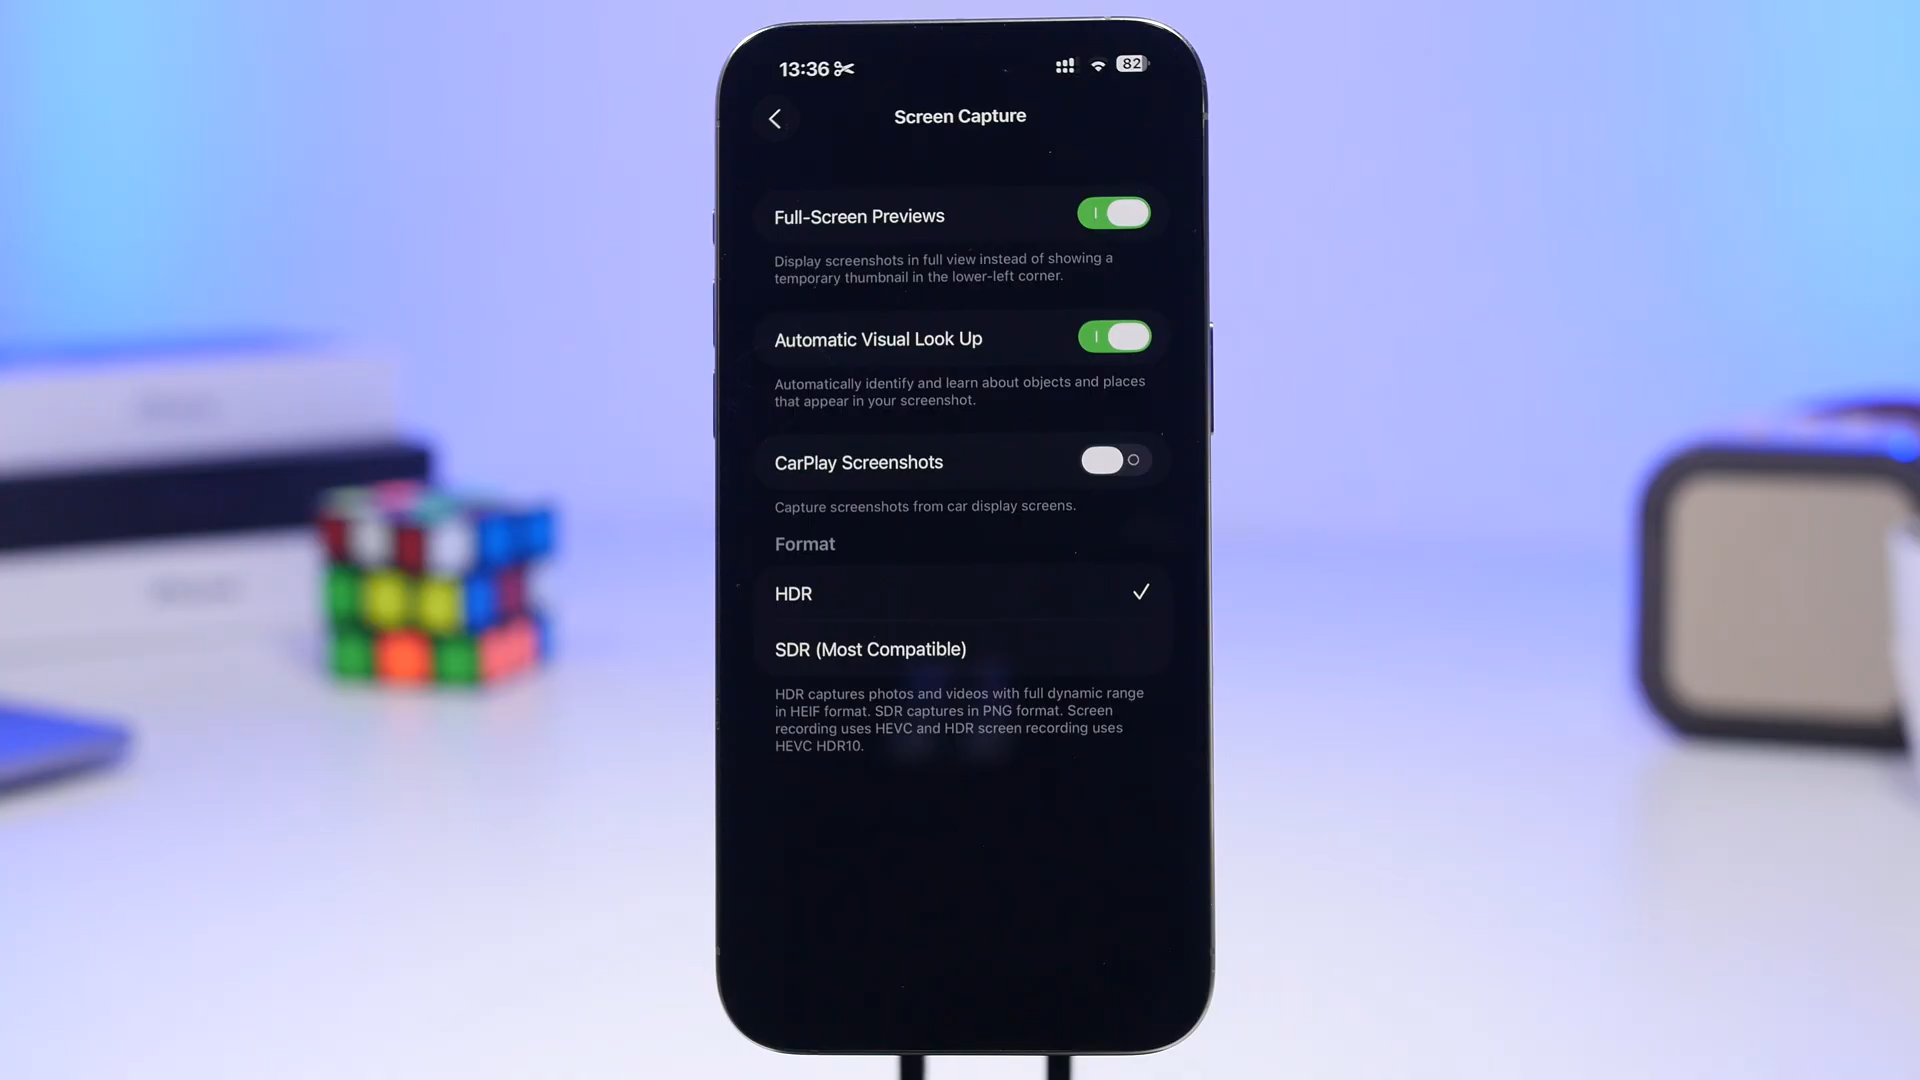 13:36
82
Screen Capture
Full-Screen Previews
Display screenshots in full view instead of showing a
temporary thumbnail in the lower-left corner.
Automatic Visual Look Up
Automatically identify and learn about objects and places
that appear in your screenshot.
CarPlay Screenshots
Capture screenshots from car display screens.
Format
HDR
SDR (Most Compatible)
HDR captures photos and videos with full dynamic range
in HEIF format. SDR captures in PNG format. Screen
recording uses HEVC and HDR screen recording uses
HEVC HDR10.